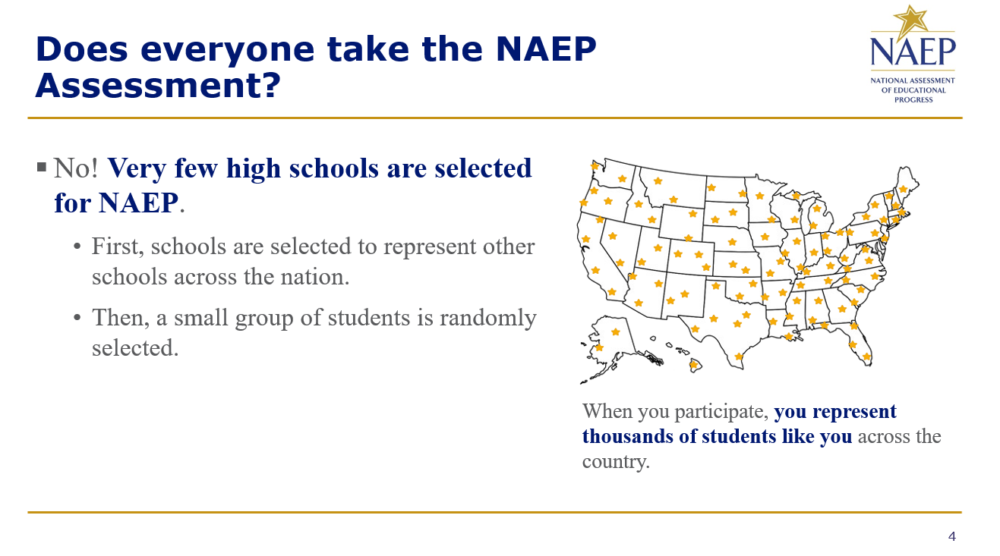 Does everyone take the NAEP
Assessment?
NAEP
NATIONAL ASSESSMENT
OF EDUCATIONAL
PROGRESS
▪ No! Very few high schools are selected
for NAEP.
• First, schools are selected to represent other
schools across the nation.
• Then, a small group of students is randomly
selected.
When you participate, you represent
thousands of students like you across the
country.
4